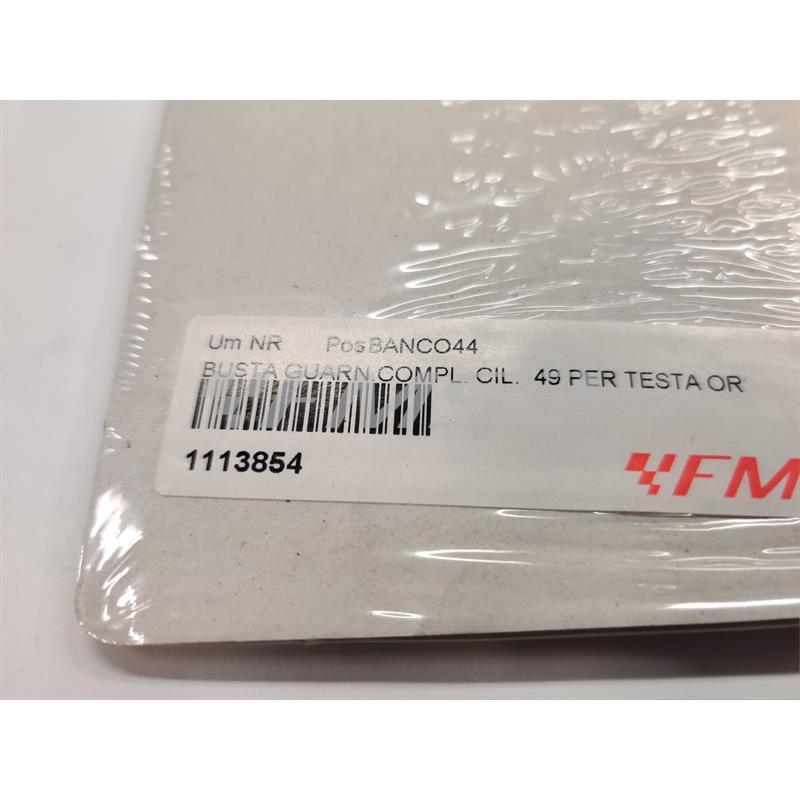 Um NR PosBANCO44
BUSTA GUARN.COMPL. CIL. 49 PER TESTA OR
1113854
FM